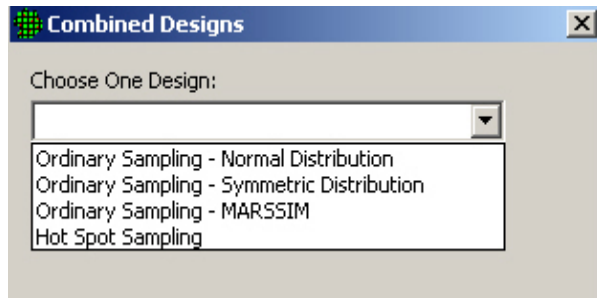 Combined Designs
Choose One Design:
Ordinary Sampling - Normal Distribution
Ordinary Sampling - Symmetric Distribution
Ordinary Sampling - MARSSIM
Hot Spot Sampling